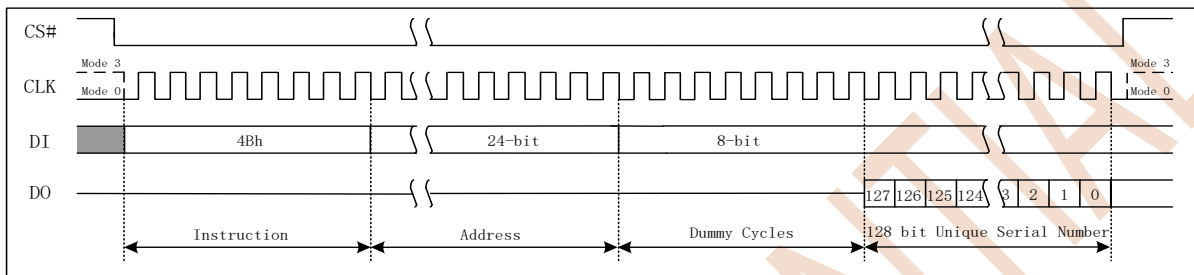 CS#
Mode 3
CLK
Mode 0
Mode 3
Mode 0
DI
4Bh
24-bit
8-bit
DO
127 126 125 124 3 2 1 0
Instruction
Address
Dummy Cycles
128 bit Unique Serial Number